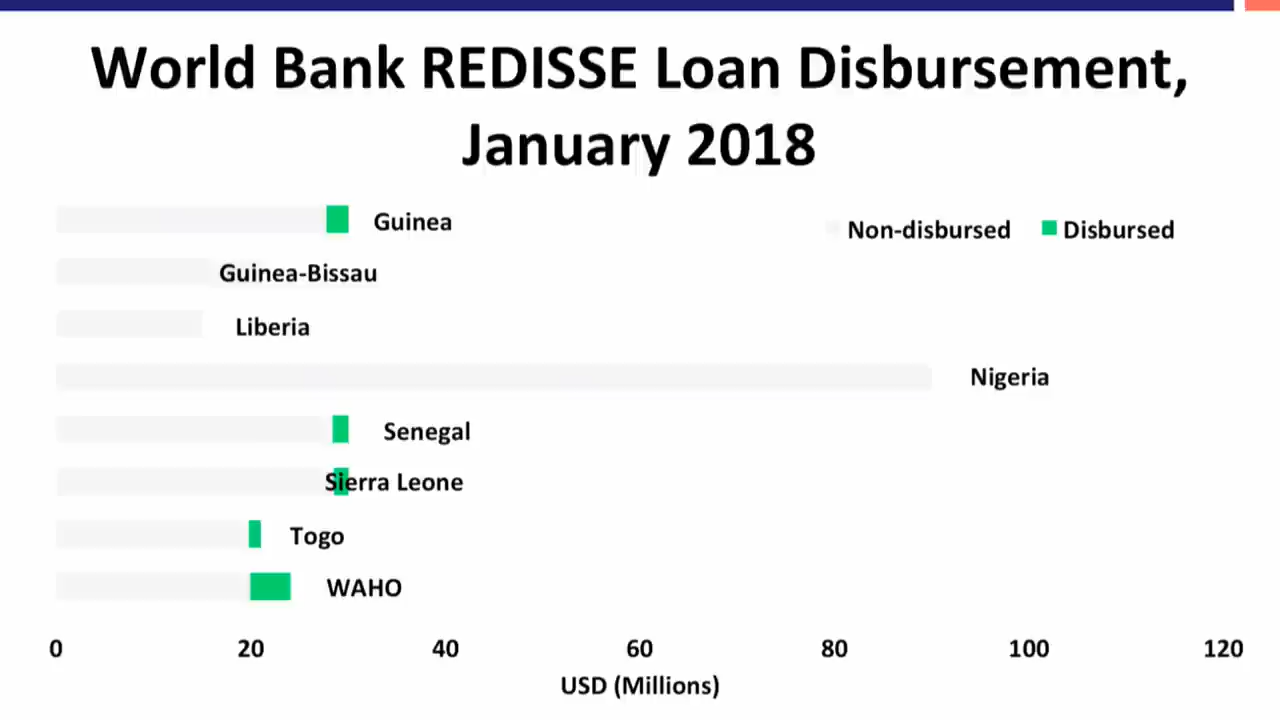 World Bank REDISSE Loan Disbursement,
January 2018
Guinea
Non-disbursed
Disbursed
Guinea-Bissau
Liberia
Nigeria
Senegal
Sierra Leone
Togo
WAHO
0 20 40 60 80 100 120
USD (Millions)